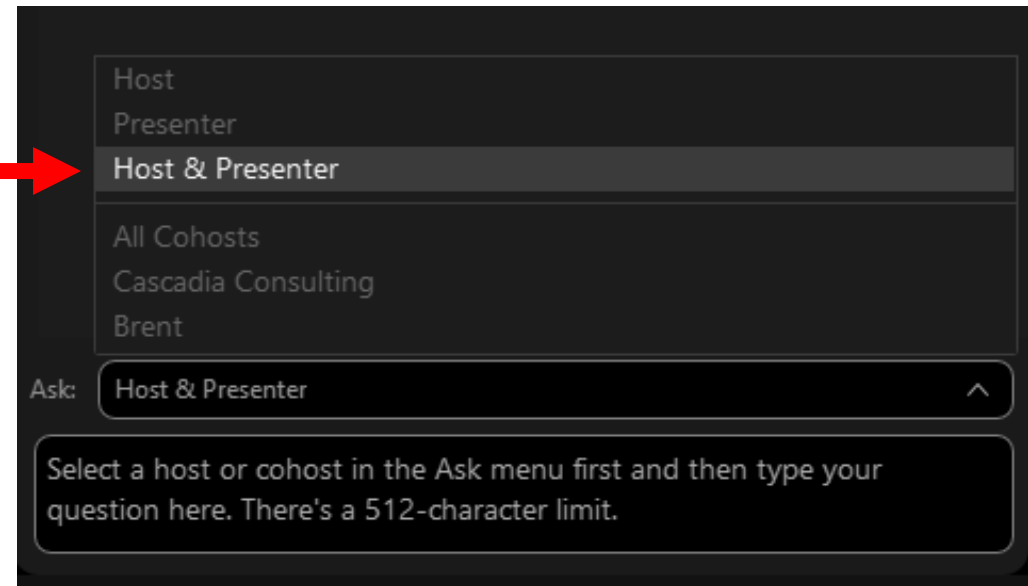 Host
Presenter
Host & Presenter
All Cohosts
Cascadia Consulting
Brent
Ask: Host & Presenter
Select a host or cohost in the Ask menu first and then type your
question here. There's a 512-character limit.